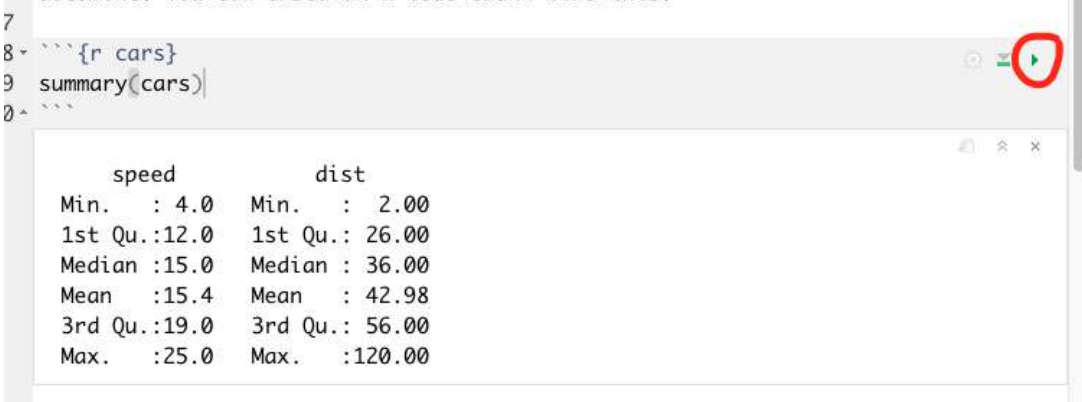 7
8 ```{r cars}
9 summary(cars)
0 ```
speed dist
Min. : 4.0 Min. : 2.00
1st Qu.:12.0 1st Qu.: 26.00
Median :15.0 Median : 36.00
Mean :15.4 Mean : 42.98
3rd Qu.:19.0 3rd Qu.: 56.00
Max. :25.0 Max. :120.00